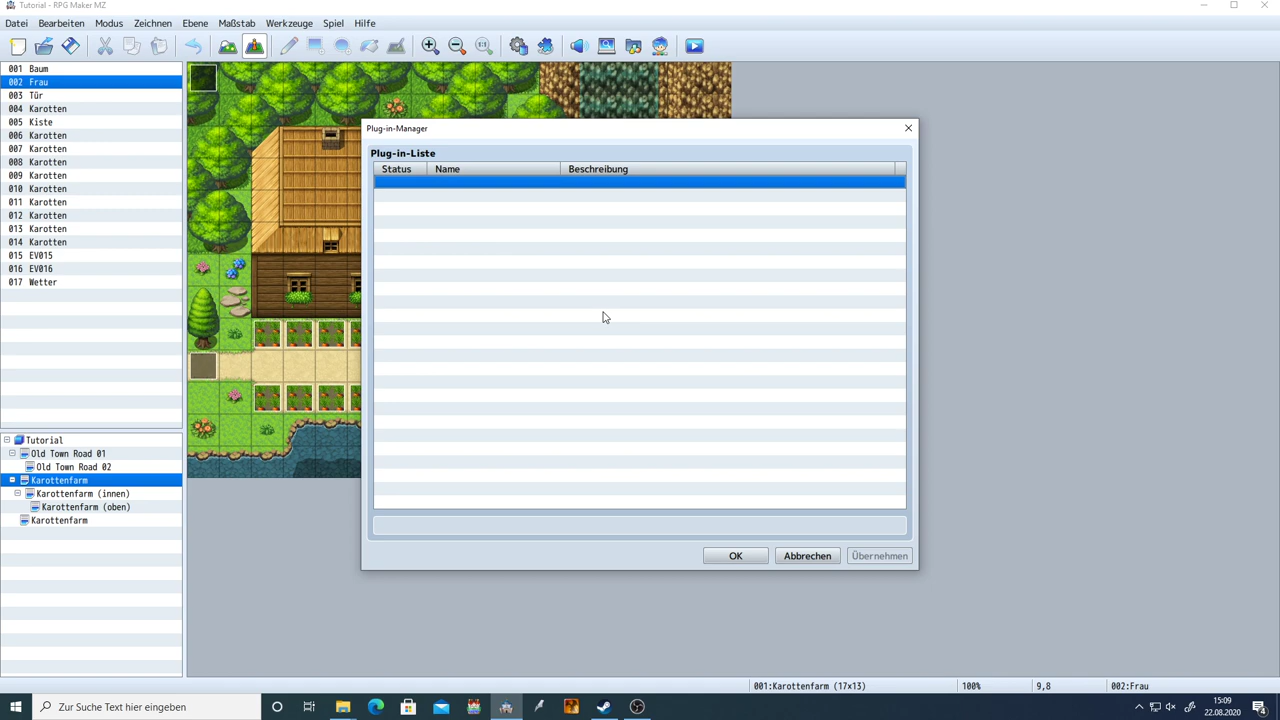 Tutorial - RPG Maker MZ
Datei Bearbeiten Modus Zeichnen Ebene Maßstab Werkzeuge Spiel Hilfe
001 Baum
002 Frau
003 Tür
004 Karotten
005 Kiste
006 Karotten
007 Karotten
008 Karotten
009 Karotten
010 Karotten
011 Karotten
012 Karotten
013 Karotten
014 Karotten
015 EV015
016 EV016
017 Wetter
Tutorial
Old Town Road 01
Old Town Road 02
Karottenfarm
Karottenfarm (innen)
Karottenfarm (oben)
Karottenfarm
Plug-in-Manager
Plug-in-Liste
Status Name Beschreibung
OK Abbrechen Übernehmen
001:Karottenfarm (17×13) 100% 9,8 002:Frau
Zur Suche Text hier eingeben
15:09
22.08.2020
4